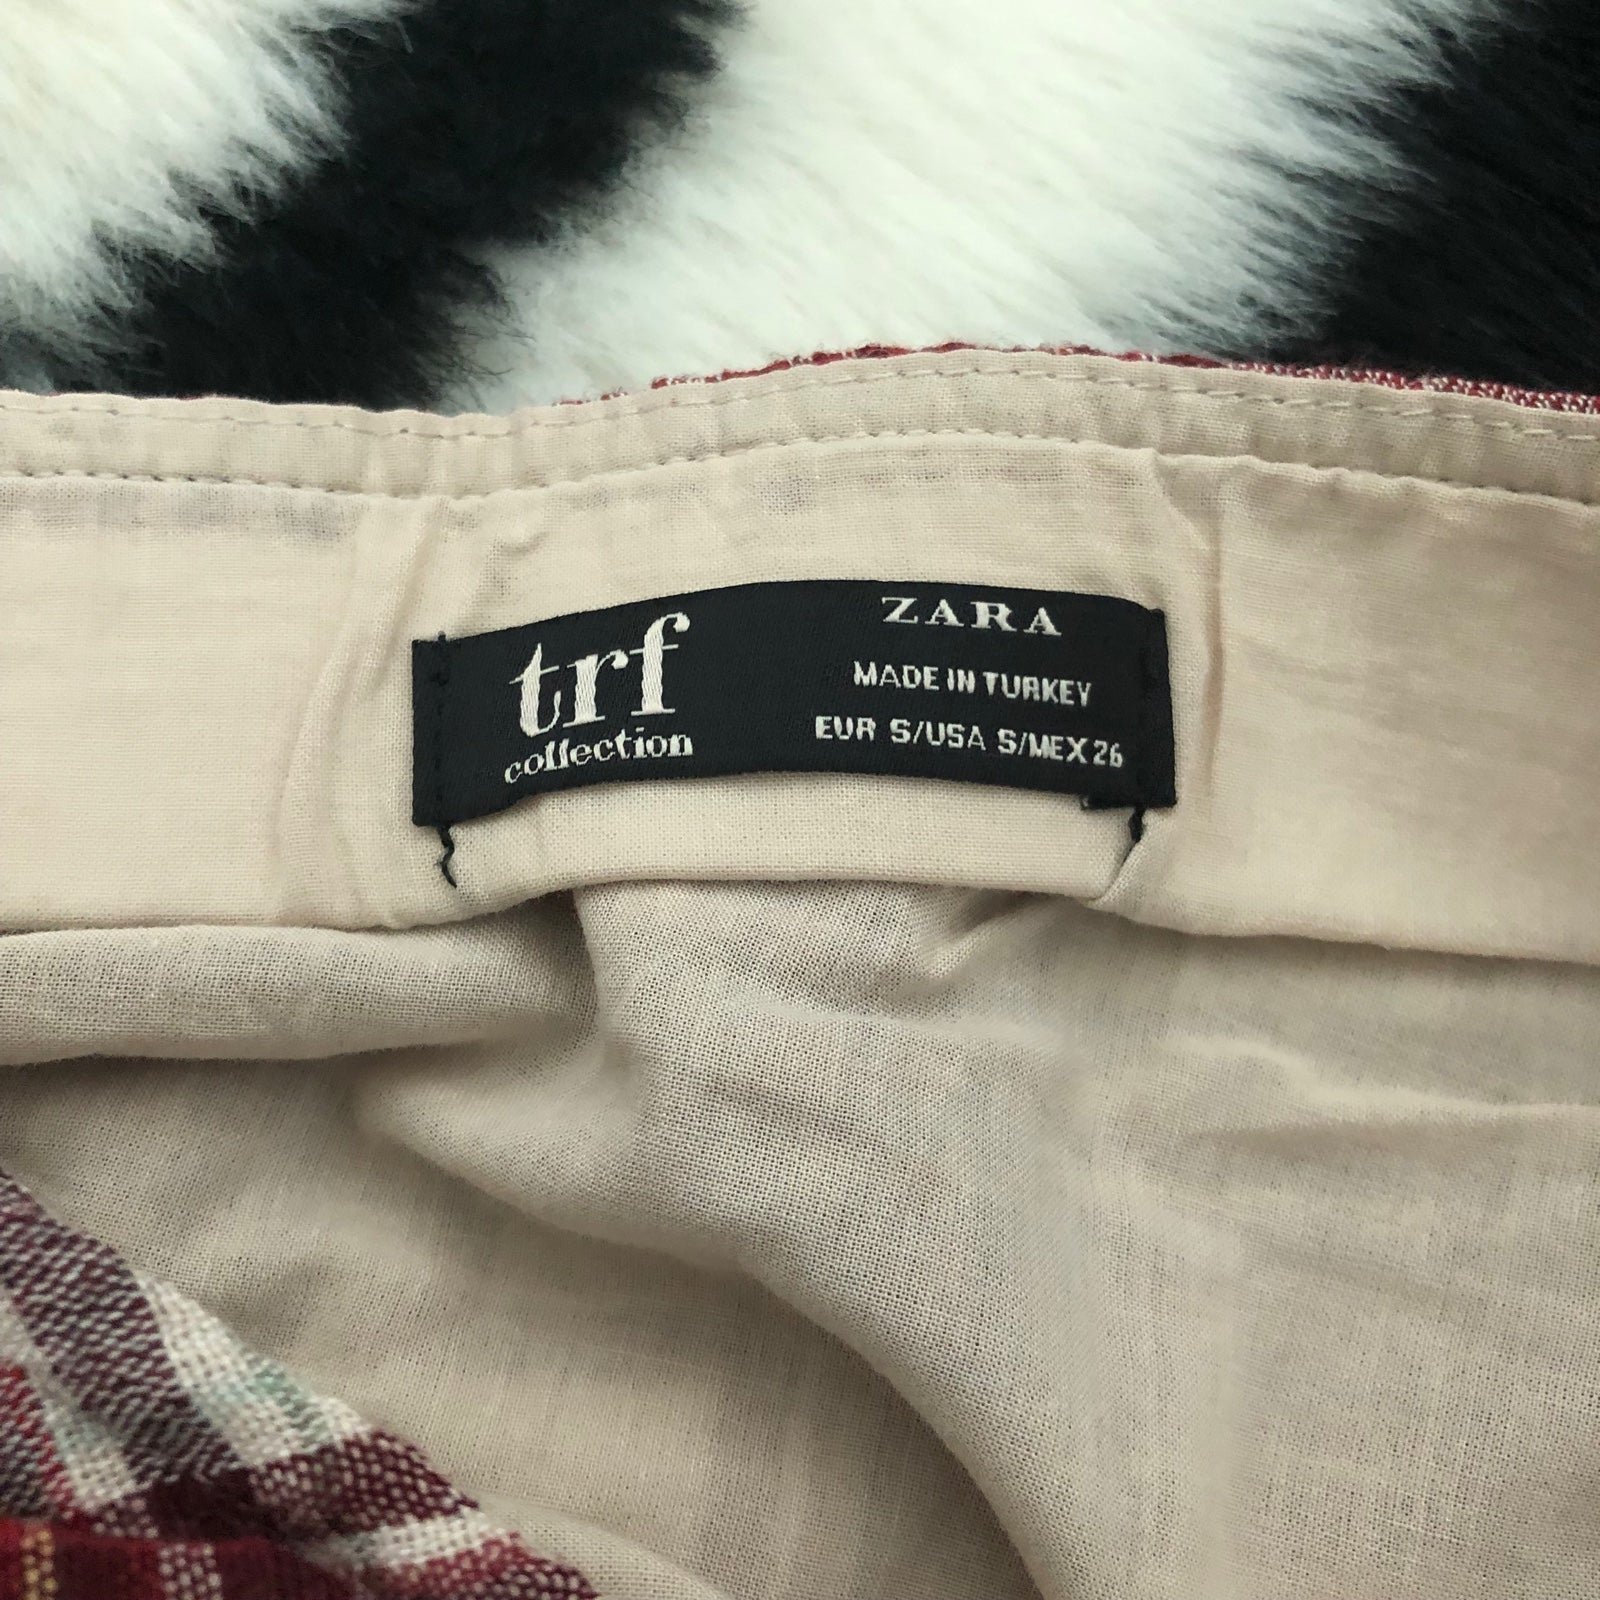 trf
collection
ZARA
MADE IN TURKEY
EUR S/USA S/MEX 26